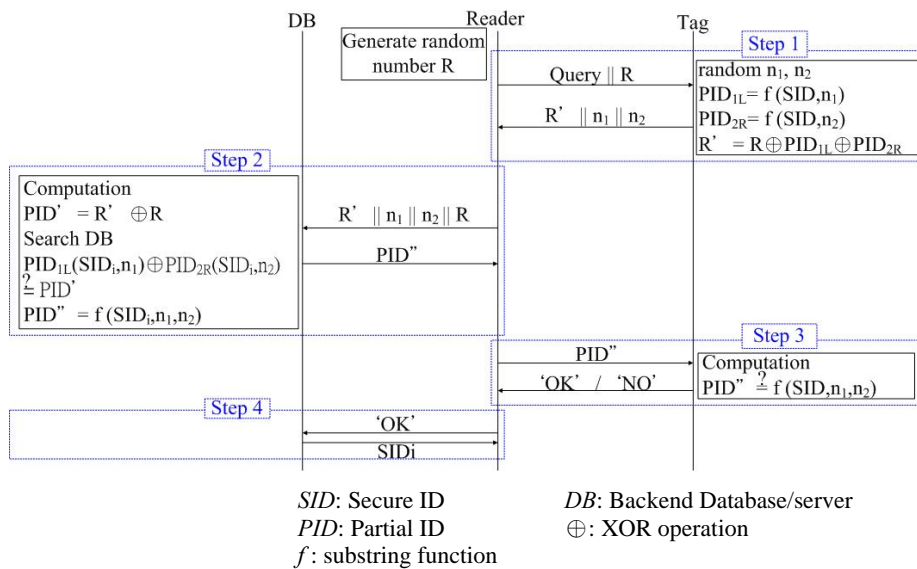 DB
Reader
Tag
Generate random
number R
Step 1
Query || R
R' || n₁ || n₂
random n₁, n₂
PID₁L= f (SID,n₁)
PID₂R= f (SID,n₂)
R' = R⊕PID₁L⊕PID₂R
Step 2
Computation
PID' = R' ⊕R
Search DB
PID₁L(SIDᵢ,n₁)⊕PID₂R(SIDᵢ,n₂)
≟ PID'
PID" = f (SIDᵢ,n₁,n₂)
R' || n₁ || n₂ || R
PID"
Step 3
PID"
'OK' / 'NO'
Computation
PID" ≟ f (SID,n₁,n₂)
Step 4
'OK'
SIDi
SID: Secure ID
DB: Backend Database/server
PID: Partial ID
⊕: XOR operation
f : substring function